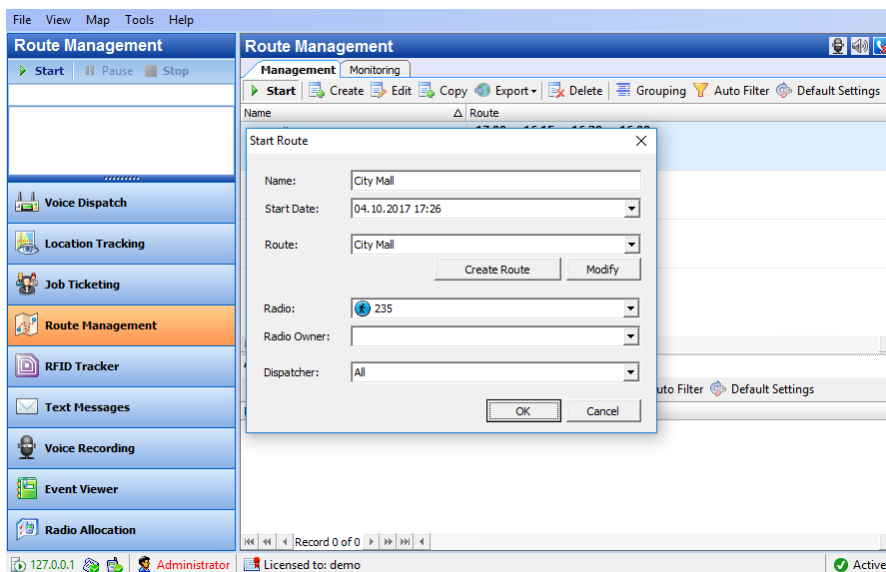 File View Map Tools Help
Route Management
Start Pause Stop
Voice Dispatch
Location Tracking
Job Ticketing
Route Management
RFID Tracker
Text Messages
Voice Recording
Event Viewer
Radio Allocation
Route Management
Management Monitoring
Start Create Edit Copy Export Delete Grouping Auto Filter Default Settings
Name Route
Start Route
Name: City Mall
Start Date: 04.10.2017 17:26
Route: City Mall
Create Route Modify
Radio: 235
Radio Owner:
Dispatcher: All
OK Cancel
uto Filter Default Settings
Record 0 of 0
127.0.0.1 Administrator Licensed to: demo Active